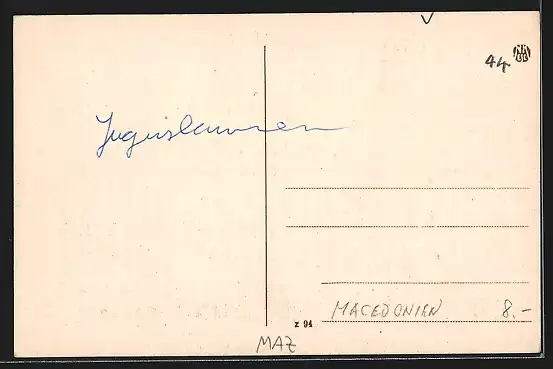 V
44
Jugoslawien
MACEDONIEN 8.-
z 94
MAZ